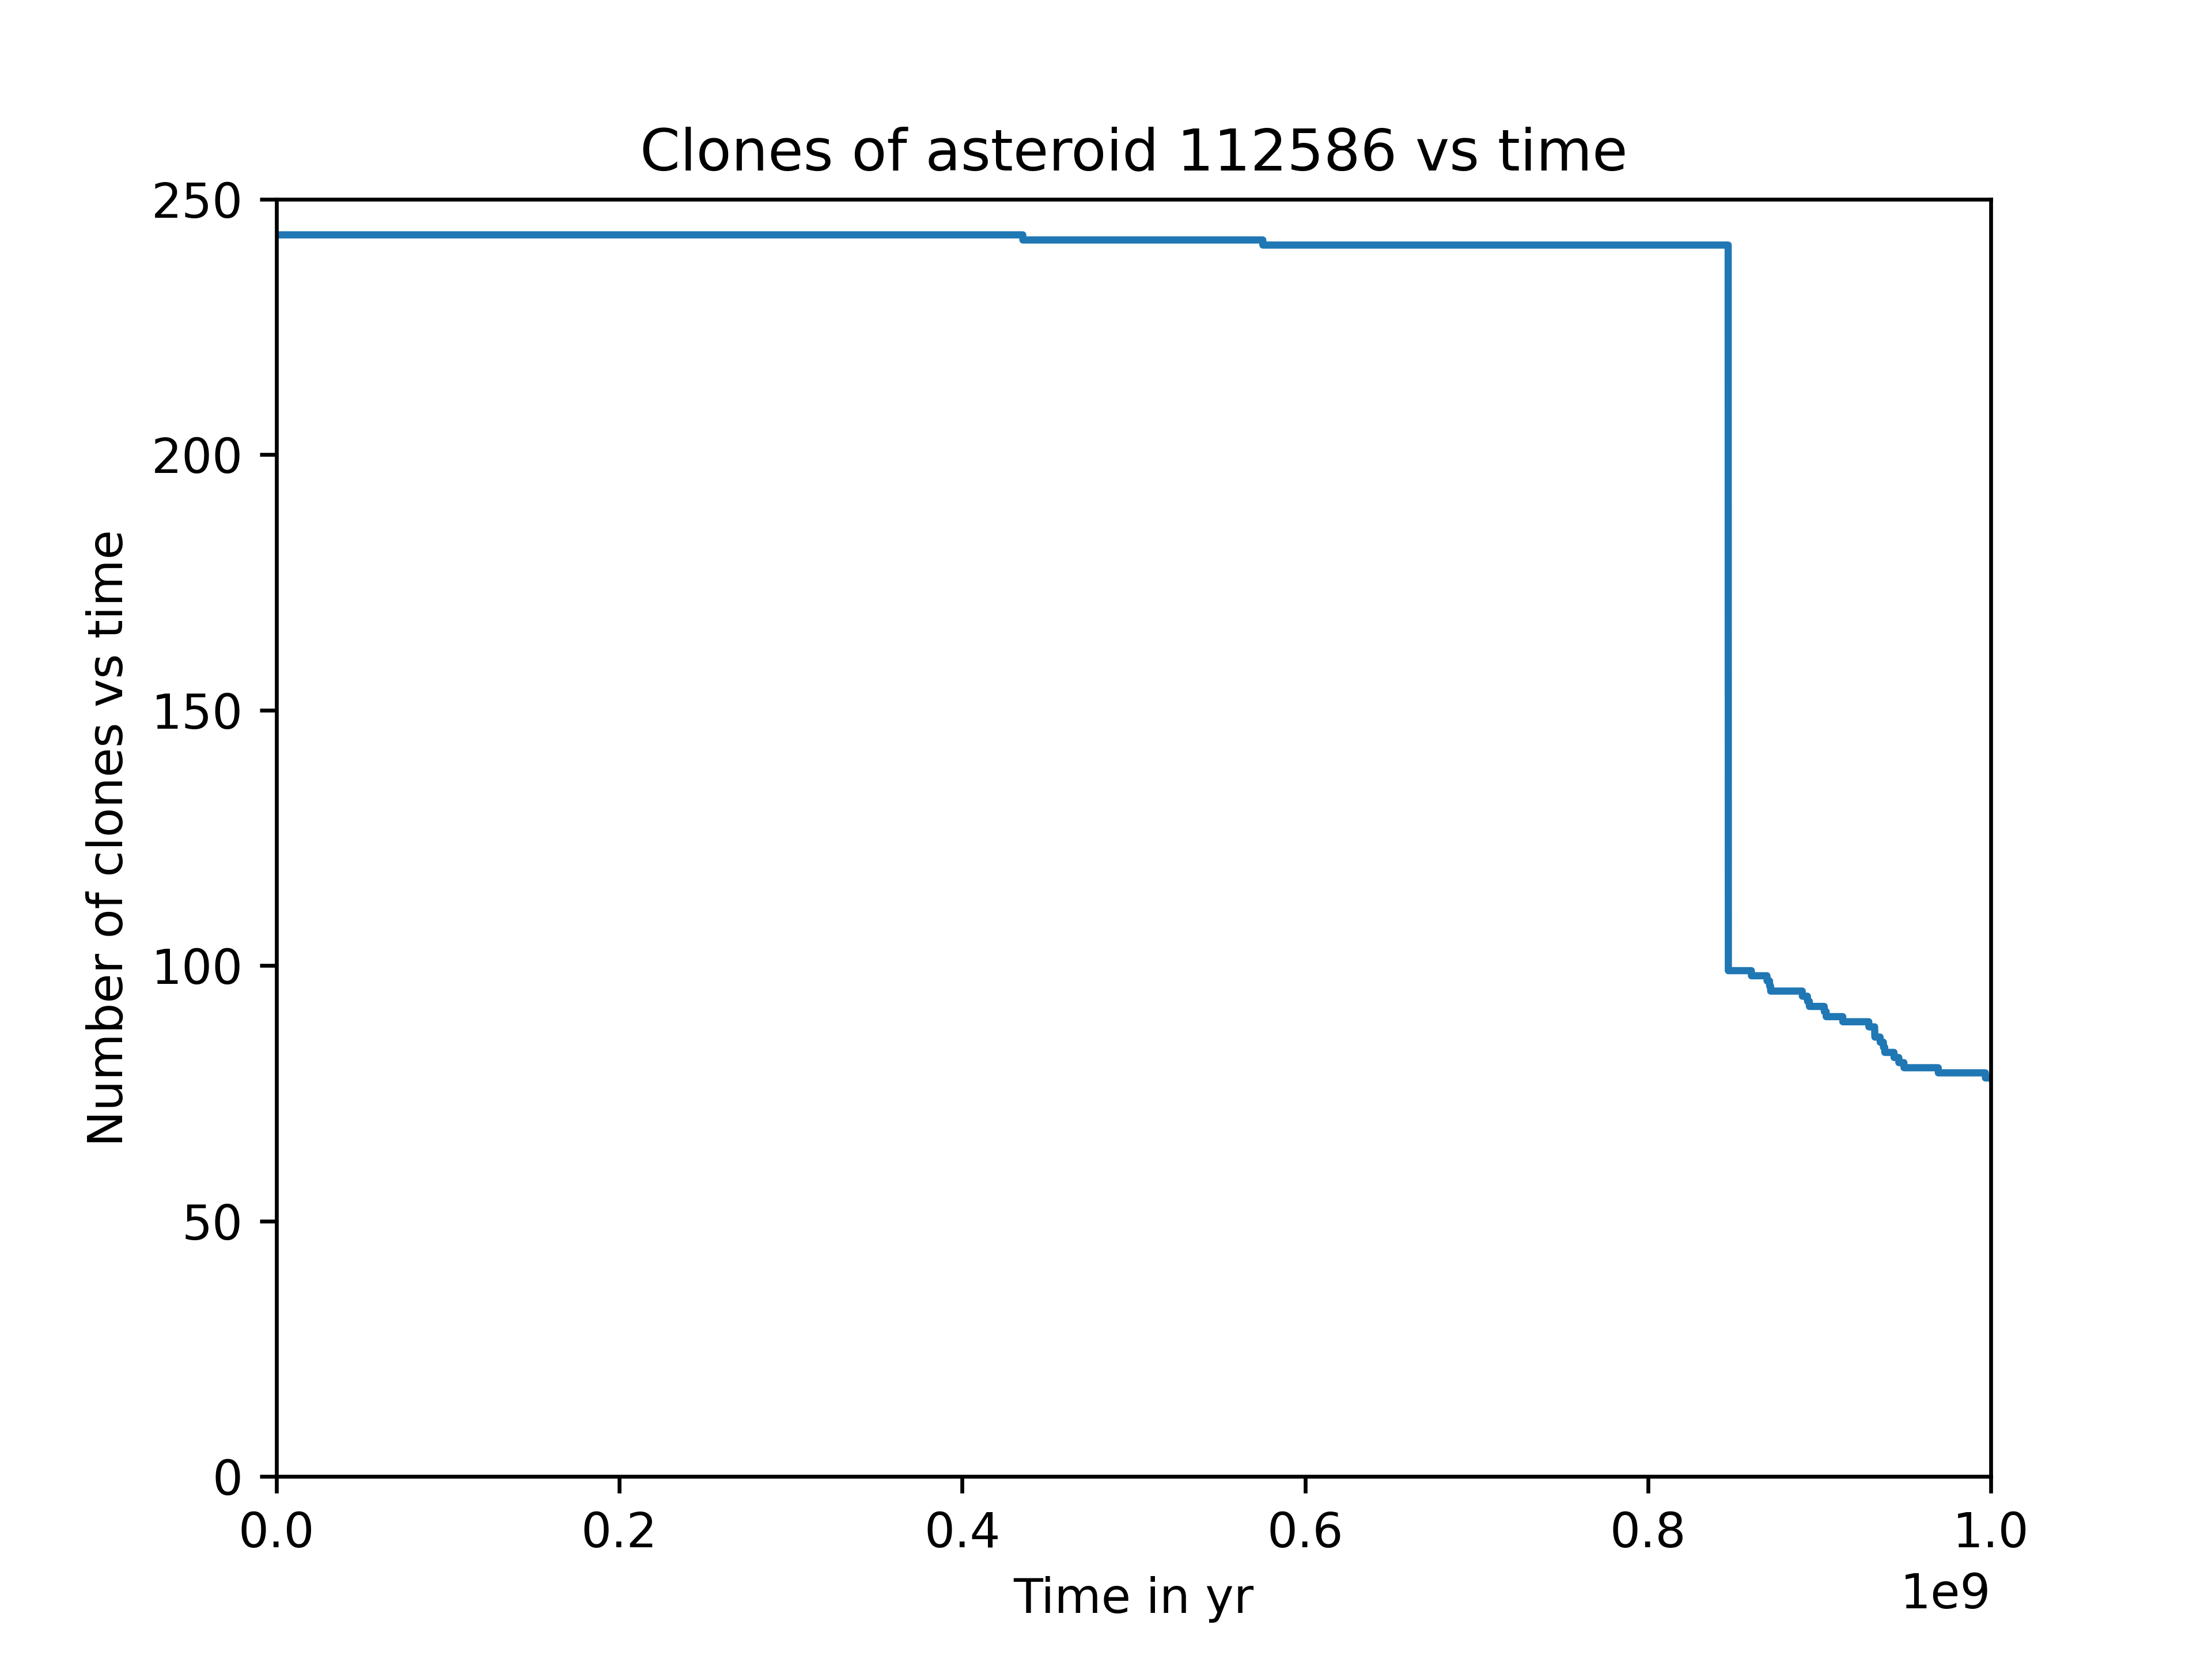 Clones of asteroid 112586 vs time
250
200
150
100
50
0
Number of clones vs time
0.0 0.2 0.4 0.6 0.8 1.0
Time in yr
1e9